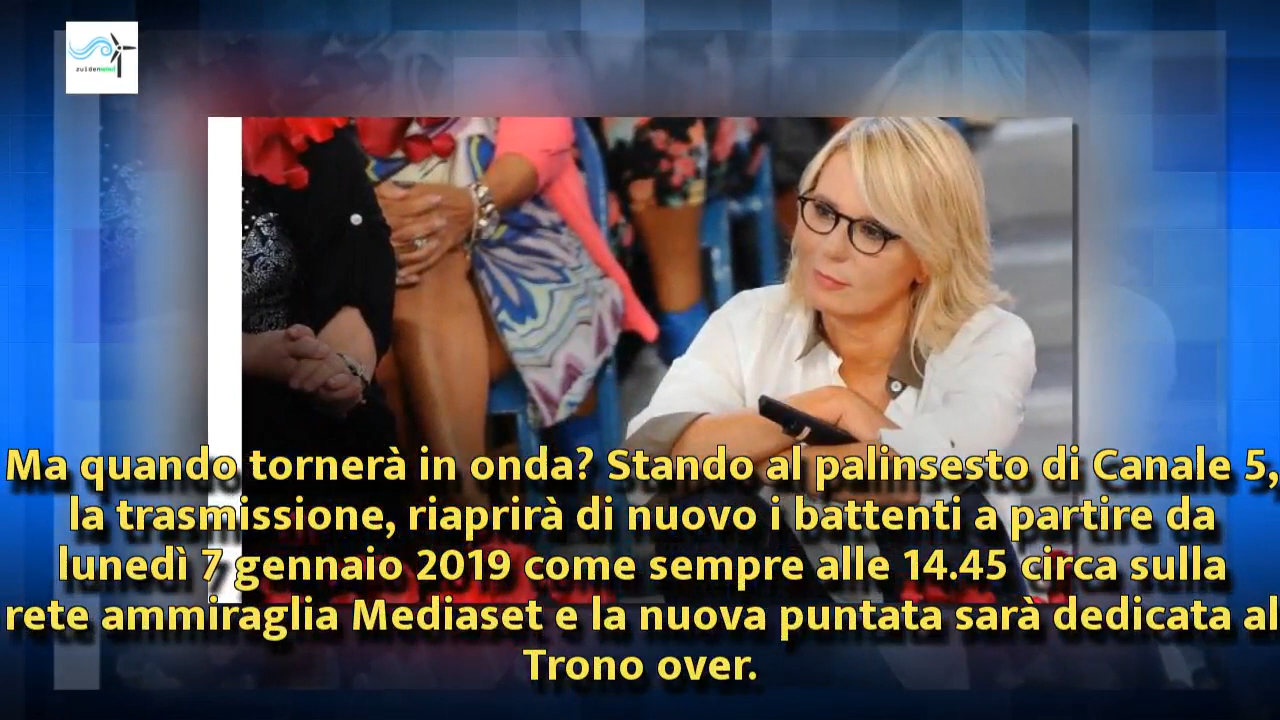 zuidenwind
Ma quando tornerà in onda? Stando al palinsesto di Canale 5,
la trasmissione, riaprirà di nuovo i battenti a partire da
lunedì 7 gennaio 2019 come sempre alle 14.45 circa sulla
rete ammiraglia Mediaset e la nuova puntata sarà dedicata al
Trono over.